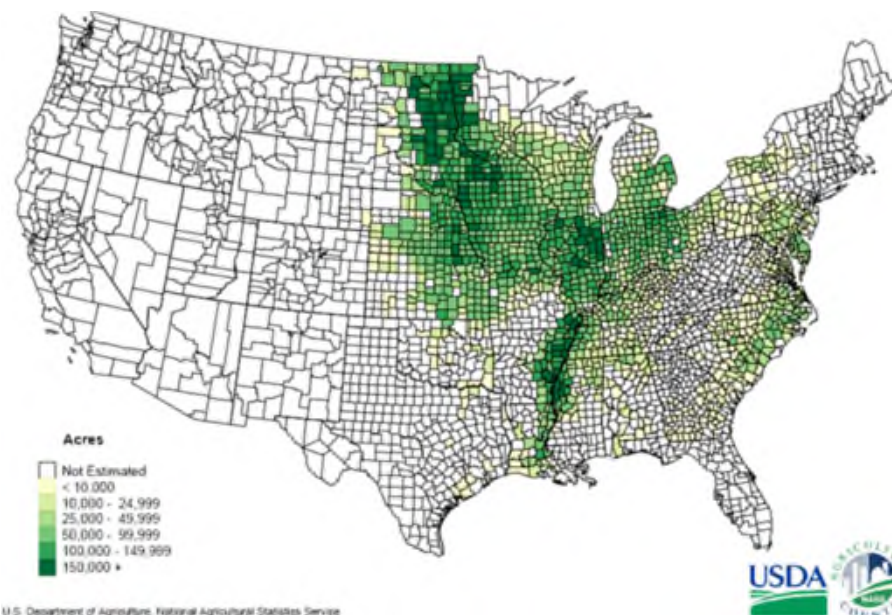 Acres
Not Estimated
< 10,000
10,000 - 24,999
25,000 - 49,999
50,000 - 99,999
100,000 - 149,999
150,000 +
USDA
U.S. Department of Agriculture, National Agricultural Statistics Service